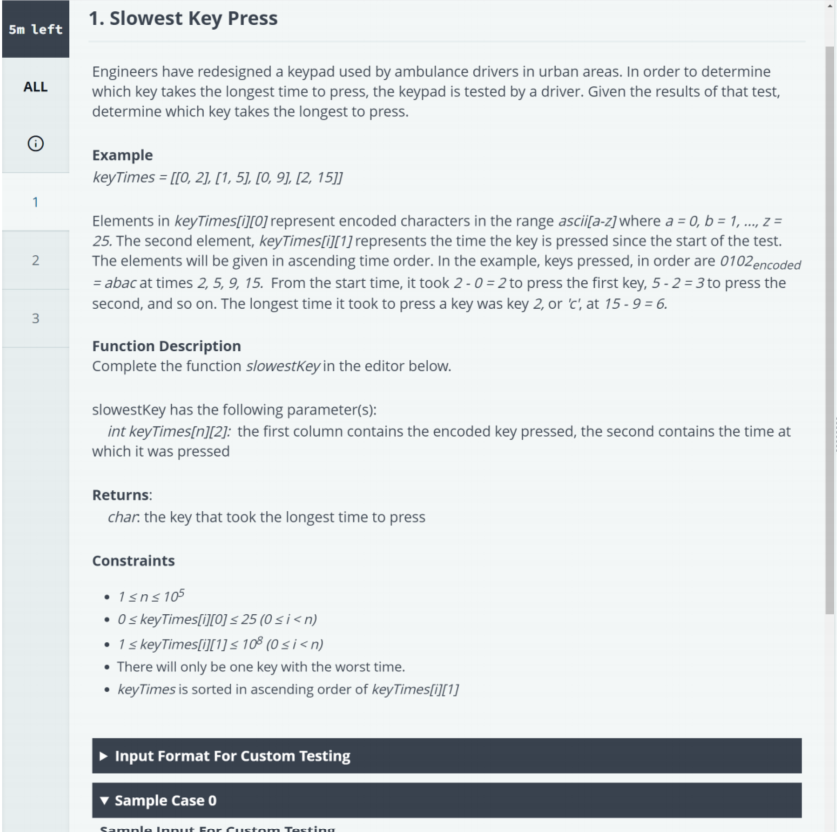 5m left
ALL
1
2
3
1. Slowest Key Press
Engineers have redesigned a keypad used by ambulance drivers in urban areas. In order to determine
which key takes the longest time to press, the keypad is tested by a driver. Given the results of that test,
determine which key takes the longest to press.
Example
keyTimes = [[0, 2], [1, 5], [0, 9], [2, 15]]
Elements in keyTimes[i][0] represent encoded characters in the range ascii[a-z] where a = 0, b = 1, ..., z =
25. The second element, keyTimes[i][1] represents the time the key is pressed since the start of the test.
The elements will be given in ascending time order. In the example, keys pressed, in order are 0102encoded
= abac at times 2, 5, 9, 15. From the start time, it took 2 - 0 = 2 to press the first key, 5 - 2 = 3 to press the
second, and so on. The longest time it took to press a key was key 2, or 'c', at 15 - 9 = 6.
Function Description
Complete the function slowestKey in the editor below.
slowestKey has the following parameter(s):
int keyTimes[n][2]: the first column contains the encoded key pressed, the second contains the time at
which it was pressed
Returns:
char: the key that took the longest time to press
Constraints
• 1 ≤ n ≤ 10^5
• 0 ≤ keyTimes[i][0] ≤ 25 (0 ≤ i < n)
• 1 ≤ keyTimes[i][1] ≤ 10^8 (0 ≤ i < n)
• There will only be one key with the worst time.
• keyTimes is sorted in ascending order of keyTimes[i][1]
Input Format For Custom Testing
Sample Case 0
Sample Input For Custom Testing